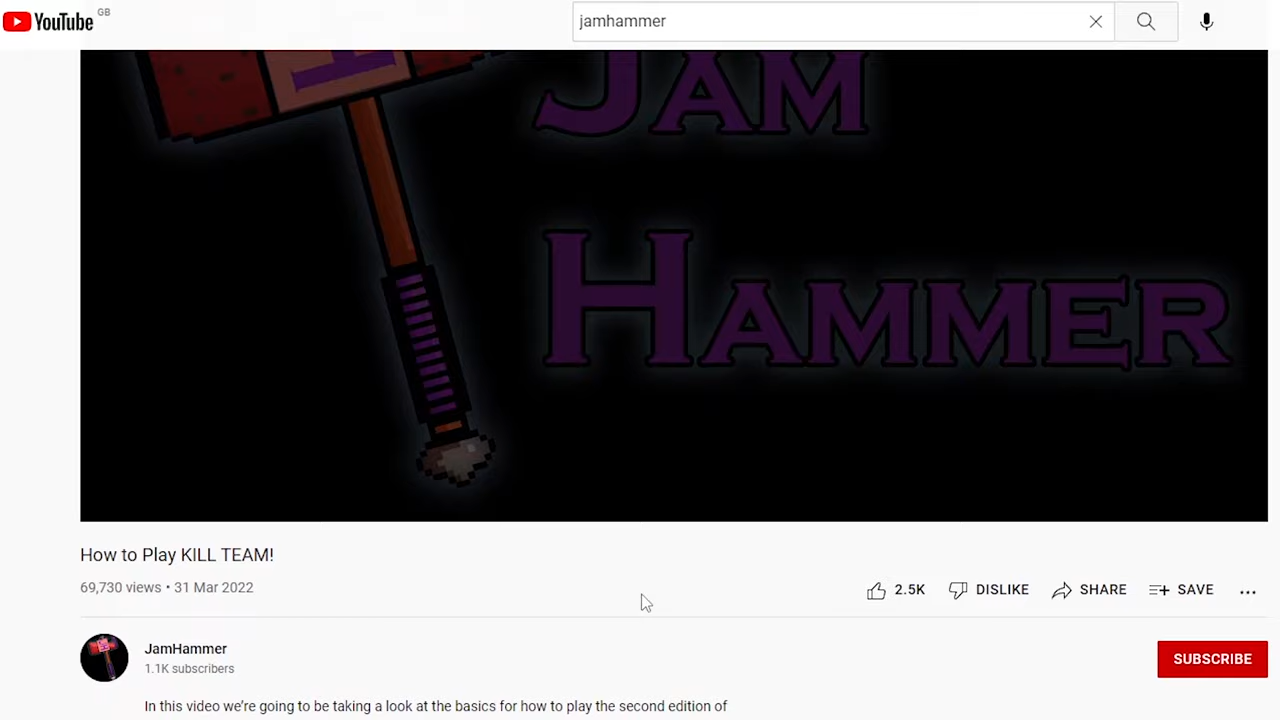 YouTube GB
jamhammer
JAM
HAMMER
How to Play KILL TEAM!
69,730 views • 31 Mar 2022
2.5K DISLIKE SHARE SAVE ...
JamHammer
1.1K subscribers
SUBSCRIBE
In this video we’re going to be taking a look at the basics for how to play the second edition of